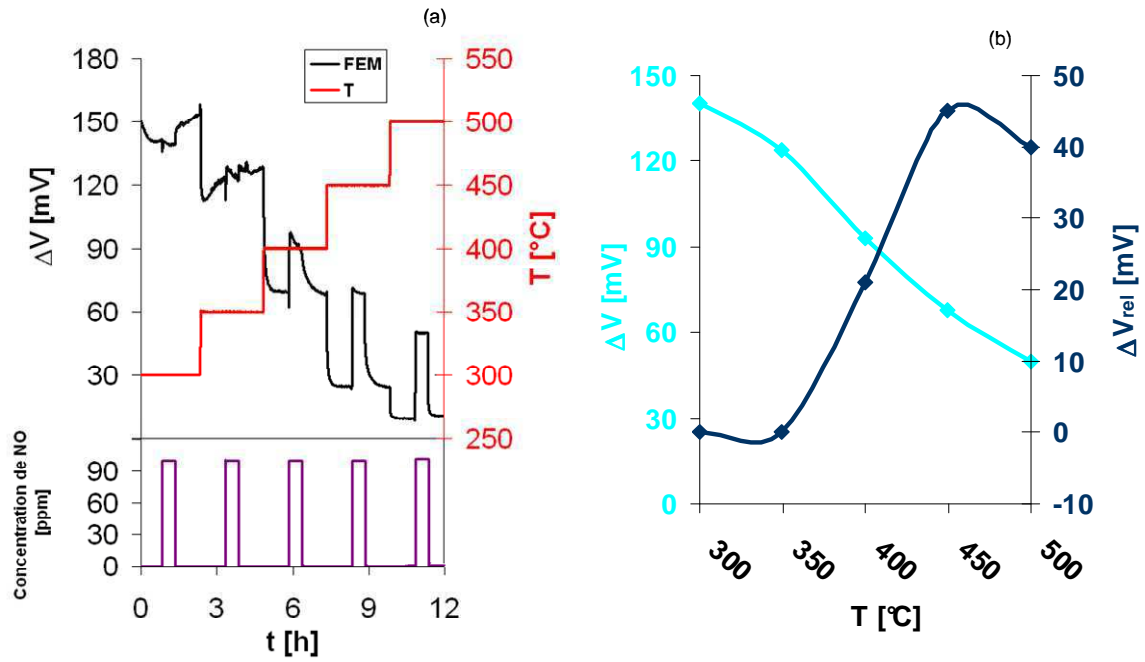 (a)
180
150
120
90
60
30
ΔV [mV]
FEM
T
550
500
450
400
350
300
250
T [°C]
90
60
30
0
Concentration de NO
[ppm]
0 3 6 9 12
t [h]
(b)
150
120
90
60
30
0
ΔV [mV]
50
40
30
20
10
0
-10
ΔVrel [mV]
300 350 400 450 500
T [°C]